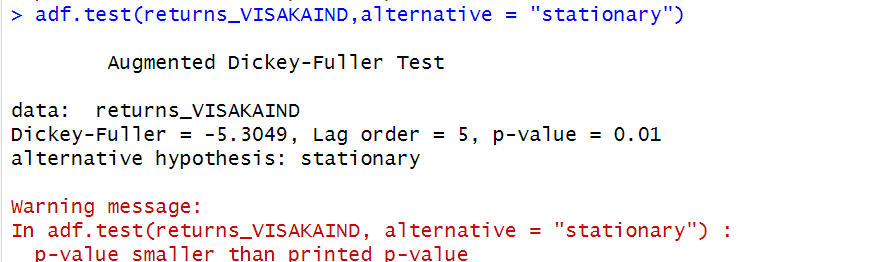 > adf.test(returns_VISAKAIND,alternative = "stationary")
Augmented Dickey-Fuller Test
data:  returns_VISAKAIND
Dickey-Fuller = -5.3049, Lag order = 5, p-value = 0.01
alternative hypothesis: stationary
Warning message:
In adf.test(returns_VISAKAIND, alternative = "stationary") :
  p-value smaller than printed p-value